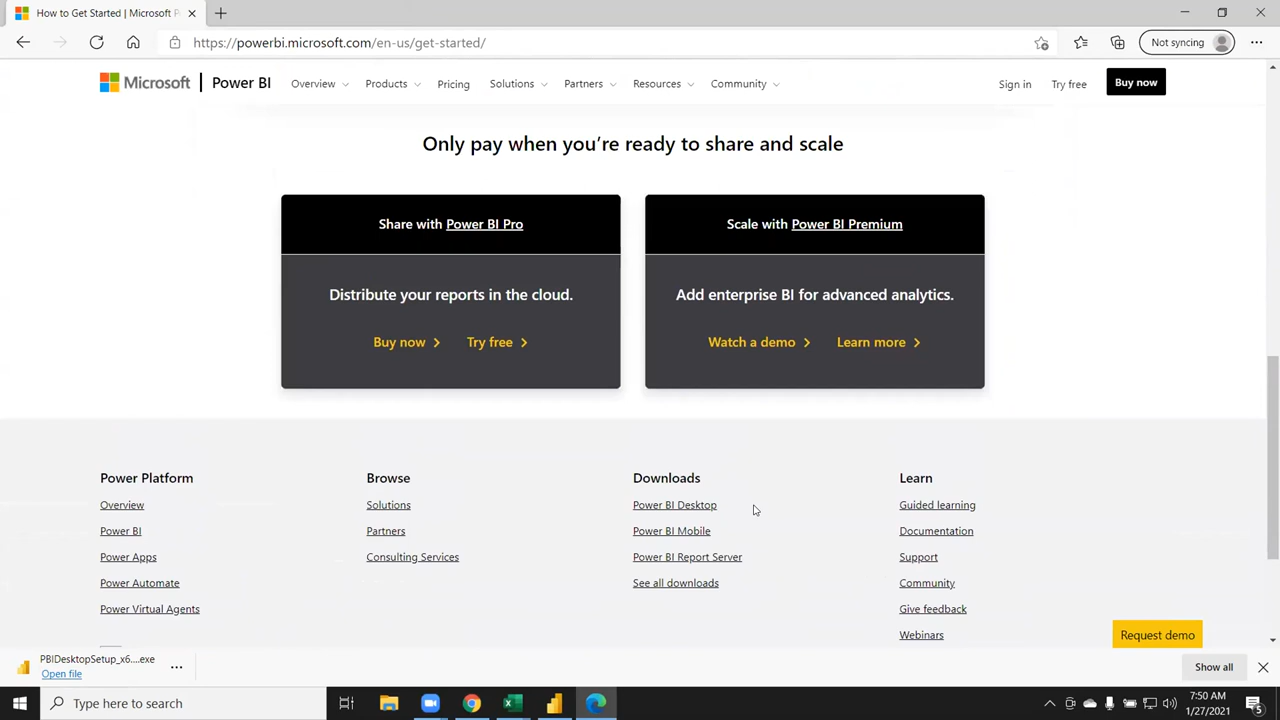 How to Get Started | Microsoft P
https://powerbi.microsoft.com/en-us/get-started/
Not syncing
Microsoft | Power BI Overview Products Pricing Solutions Partners Resources Community Sign in Try free Buy now
Only pay when you're ready to share and scale
Share with Power BI Pro
Distribute your reports in the cloud.
Buy now Try free
Scale with Power BI Premium
Add enterprise BI for advanced analytics.
Watch a demo Learn more
Power Platform
Overview
Power BI
Power Apps
Power Automate
Power Virtual Agents
Browse
Solutions
Partners
Consulting Services
Downloads
Power BI Desktop
Power BI Mobile
Power BI Report Server
See all downloads
Learn
Guided learning
Documentation
Support
Community
Give feedback
Webinars
Request demo
PBIDesktopSetup_x6....exe
Open file
Show all
Type here to search
7:50 AM
1/27/2021
5